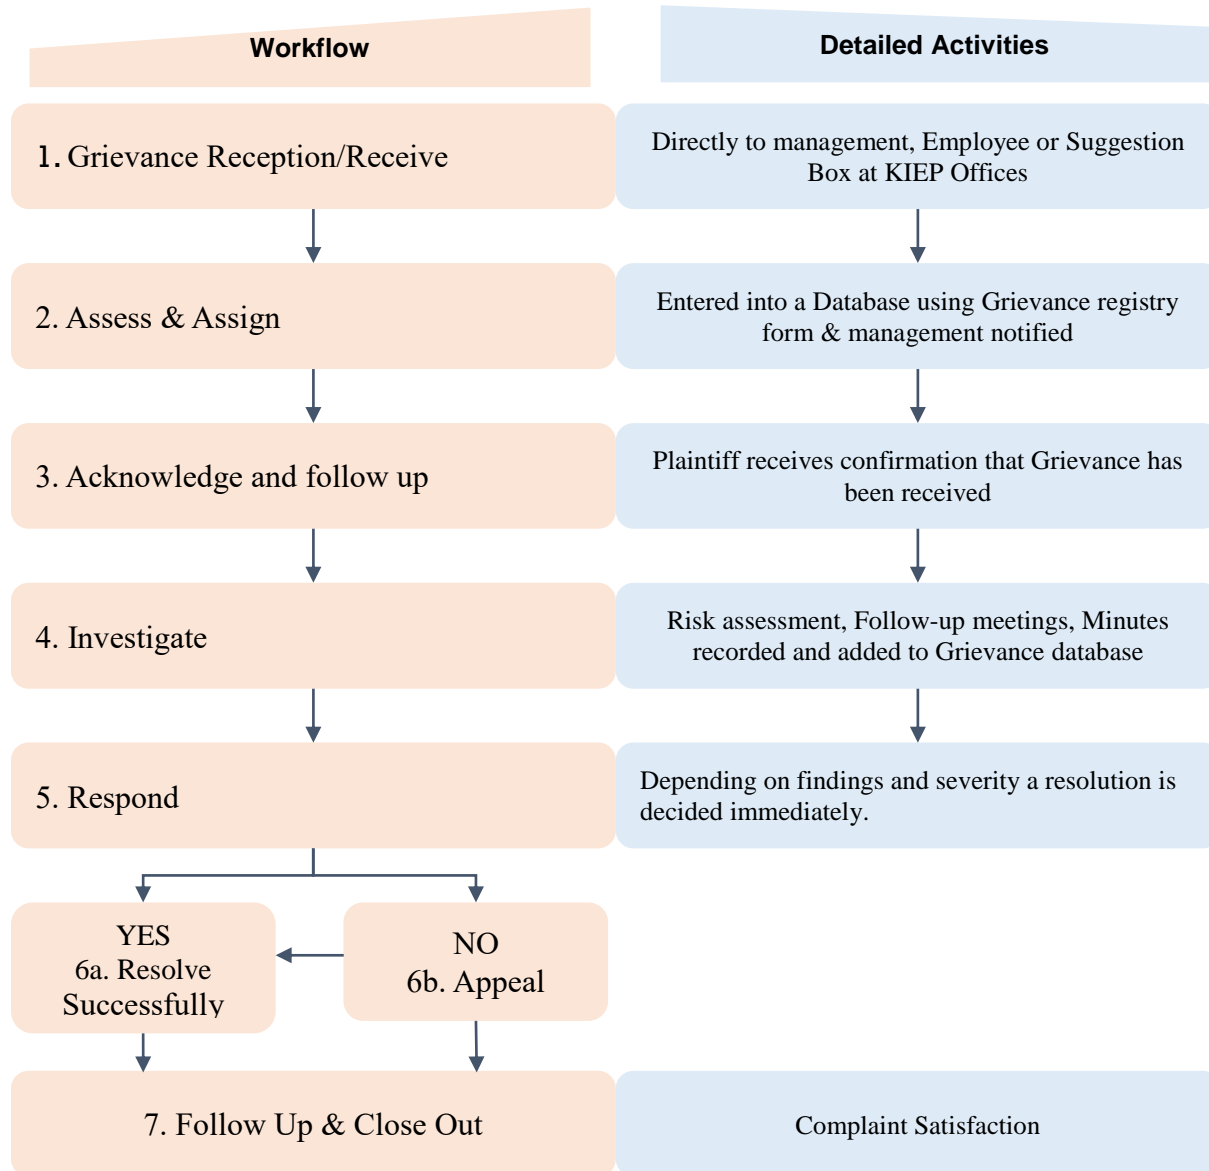 Workflow
Detailed Activities
1. Grievance Reception/Receive
Directly to management, Employee or Suggestion
Box at KIEP Offices
2. Assess & Assign
Entered into a Database using Grievance registry
form & management notified
3. Acknowledge and follow up
Plaintiff receives confirmation that Grievance has
been received
4. Investigate
Risk assessment, Follow-up meetings, Minutes
recorded and added to Grievance database
5. Respond
Depending on findings and severity a resolution is
decided immediately.
YES
6a. Resolve
Successfully
NO
6b. Appeal
7. Follow Up & Close Out
Complaint Satisfaction